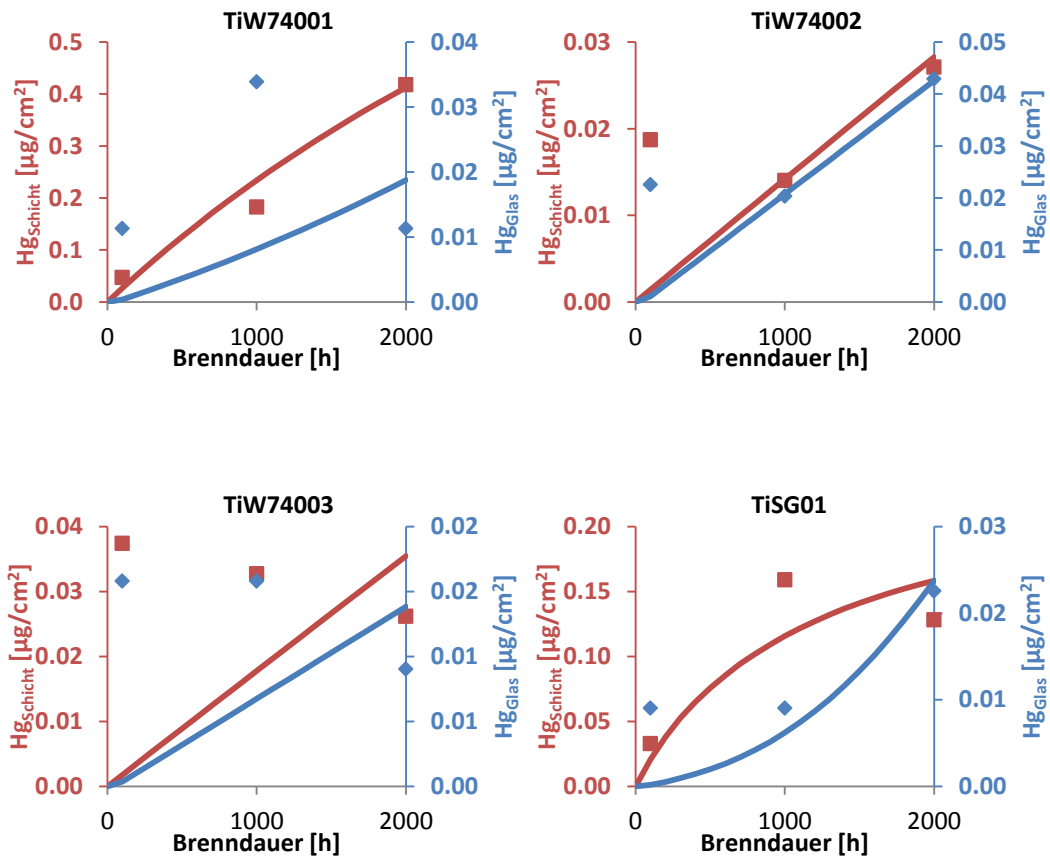 TiW74001
0.5
0.4
0.3
0.2
0.1
0.0
Hg_Schicht [µg/cm²]
0.04
0.03
0.02
0.01
0.00
Hg_Glas [µg/cm²]
0 1000 2000
Brenndauer [h]
TiW74002
0.03
0.02
0.01
0.00
Hg_Schicht [µg/cm²]
0.05
0.04
0.03
0.02
0.01
0.00
Hg_Glas [µg/cm²]
0 1000 2000
Brenndauer [h]
TiW74003
0.04
0.03
0.02
0.01
0.00
Hg_Schicht [µg/cm²]
0.02
0.02
0.01
0.01
0.00
Hg_Glas [µg/cm²]
0 1000 2000
Brenndauer [h]
TiSG01
0.20
0.15
0.10
0.05
0.00
Hg_Schicht [µg/cm²]
0.03
0.02
0.01
0.00
Hg_Glas [µg/cm²]
0 1000 2000
Brenndauer [h]